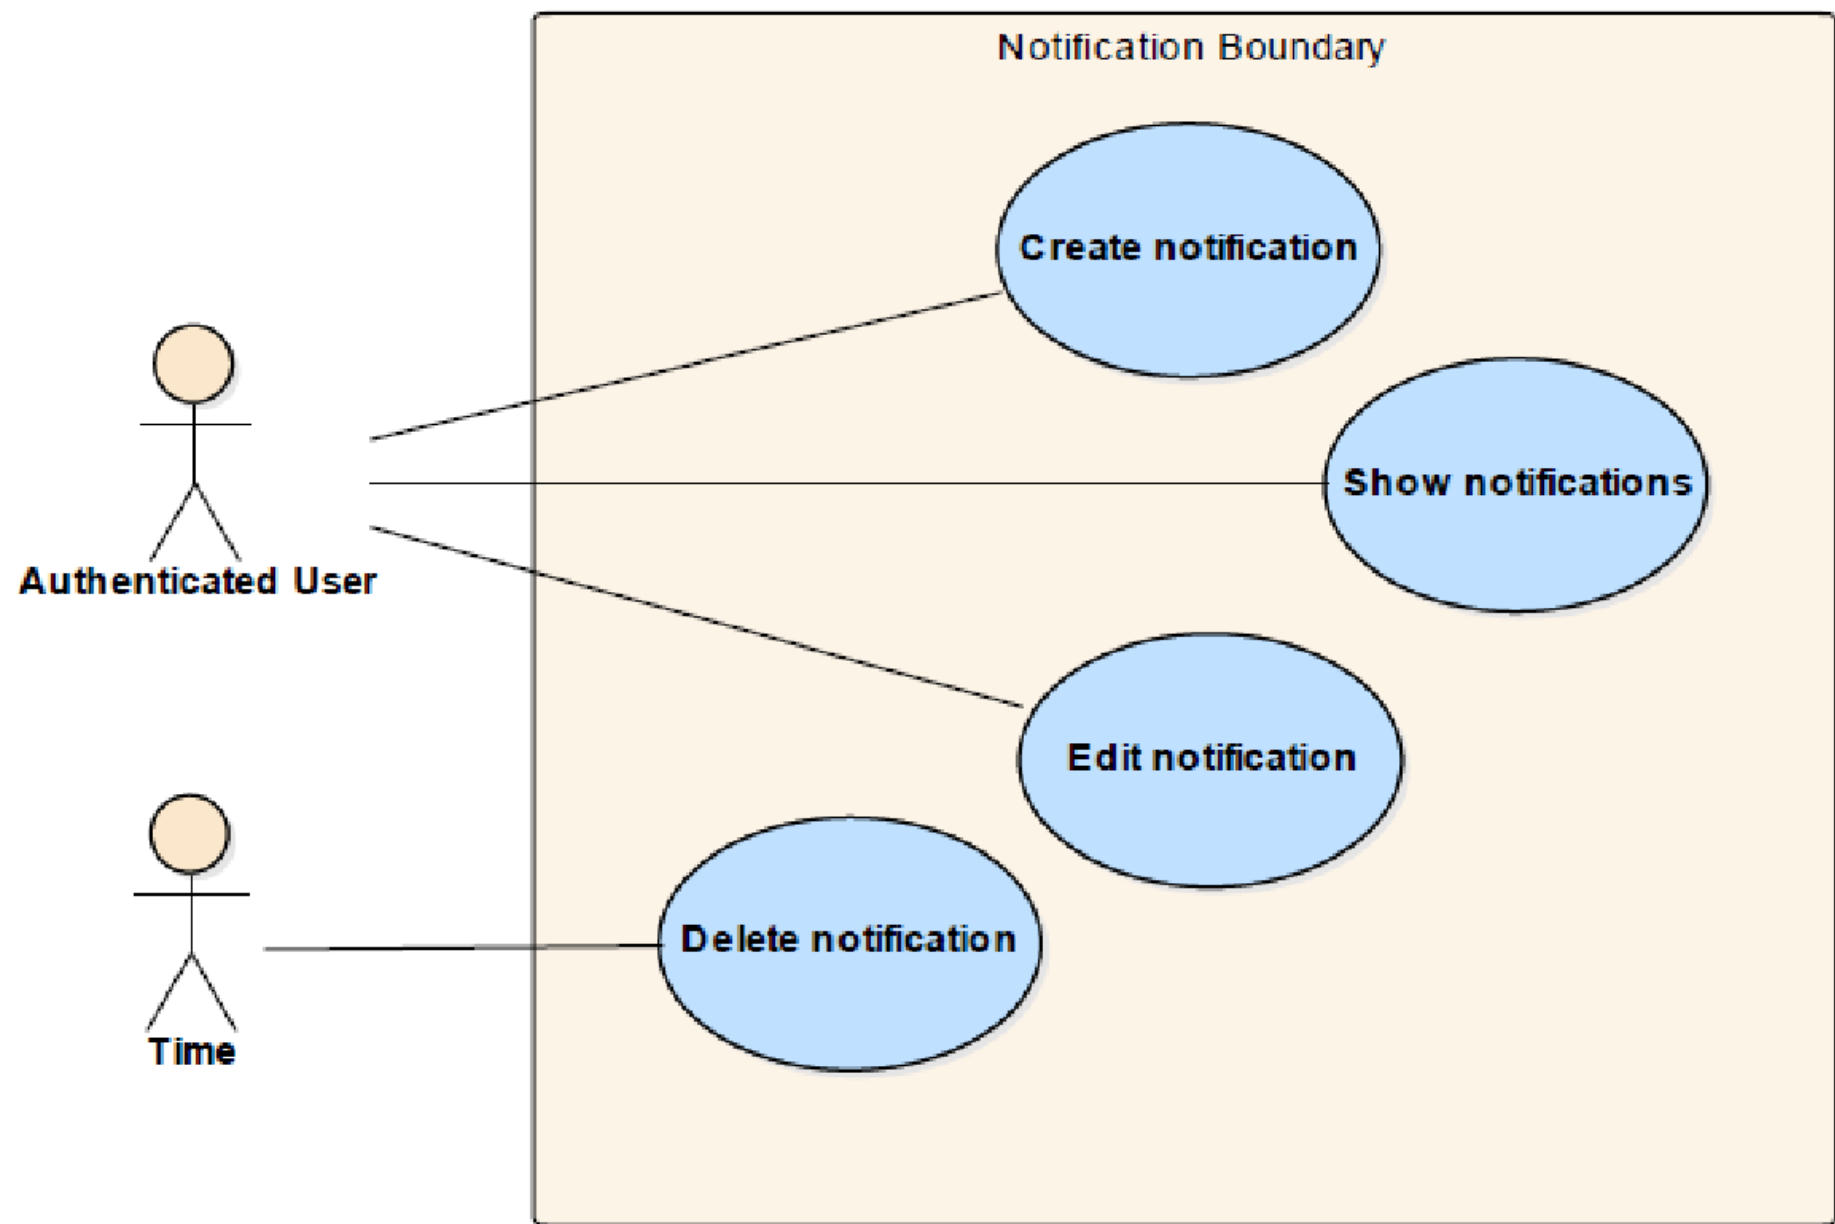 Notification Boundary
Create notification
Show notifications
Authenticated User
Edit notification
Delete notification
Time